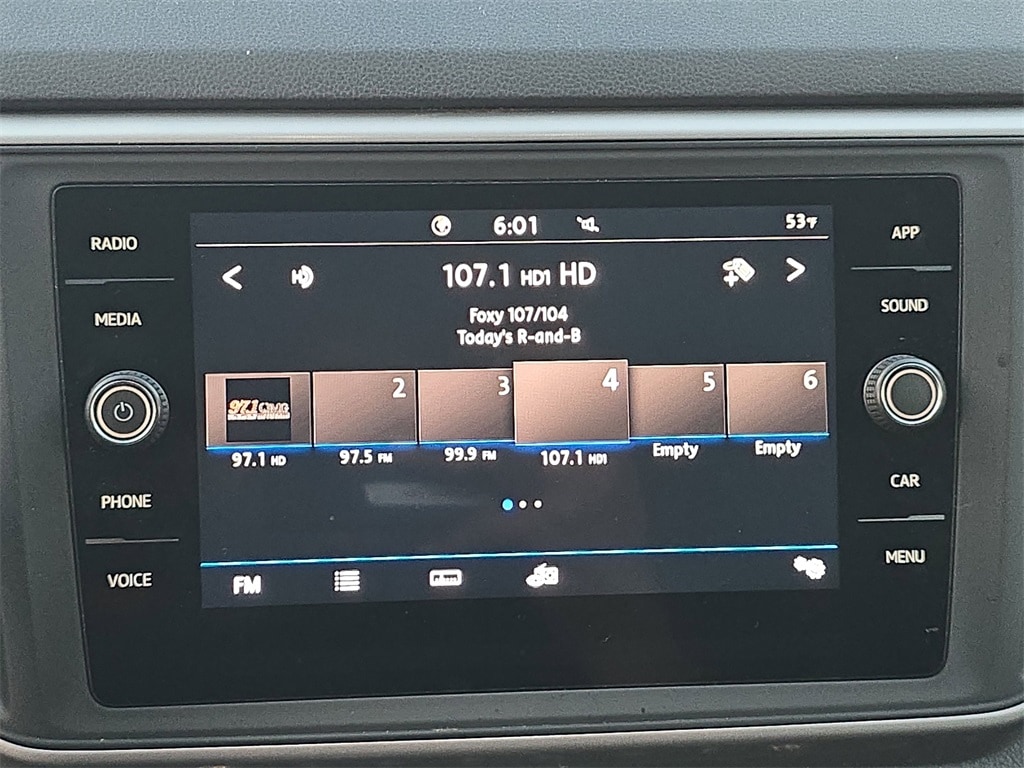 6:01
53°F
RADIO
APP
107.1 HD1 HD
MEDIA
SOUND
Foxy 107/104
Today's R-and-B
2
3
4
5
6
97.1
97.1 HD
97.5 FM
99.9 FM
107.1 HD1
Empty
Empty
PHONE
CAR
VOICE
MENU
FM